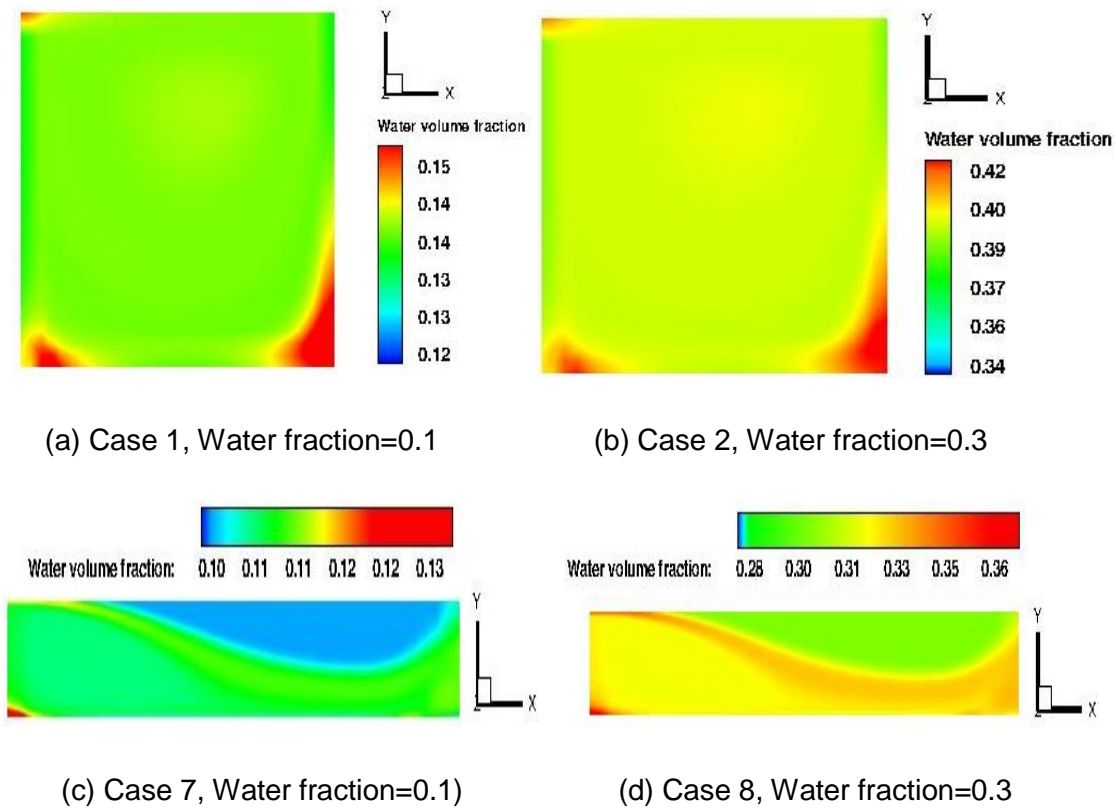 Y
X
Z
Water volume fraction
0.15
0.14
0.14
0.13
0.13
0.12
Y
X
Z
Water volume fraction
0.42
0.40
0.39
0.37
0.36
0.34
(a) Case 1, Water fraction=0.1
(b) Case 2, Water fraction=0.3
Water volume fraction: 0.10 0.11 0.11 0.12 0.12 0.13
Y
X
Z
Water volume fraction: 0.28 0.30 0.31 0.33 0.35 0.36
Y
X
Z
(c) Case 7, Water fraction=0.1)
(d) Case 8, Water fraction=0.3